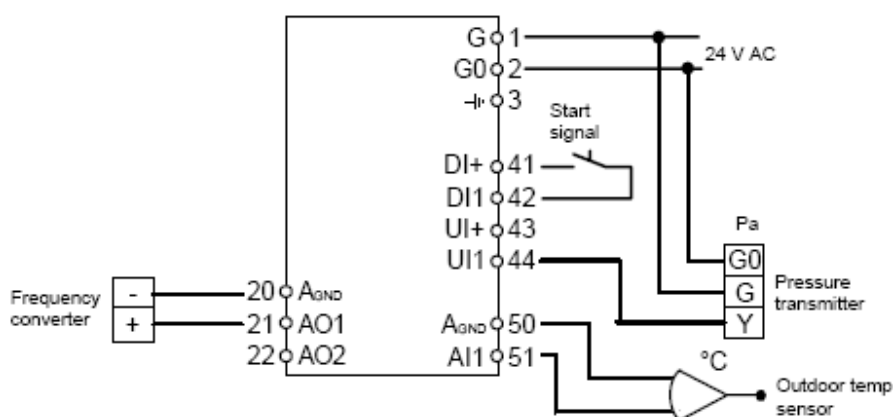 G 1
24 V AC
G0 2
3
Start
signal
DI+ 41
DI1 42
UI+ 43
UI1 44
Pa
G0
G
Y
Pressure
transmitter
Frequency
converter
-
+
20 AGND
21 AO1
22 AO2
AGND 50
AI1 51
°C
Outdoor temp
sensor